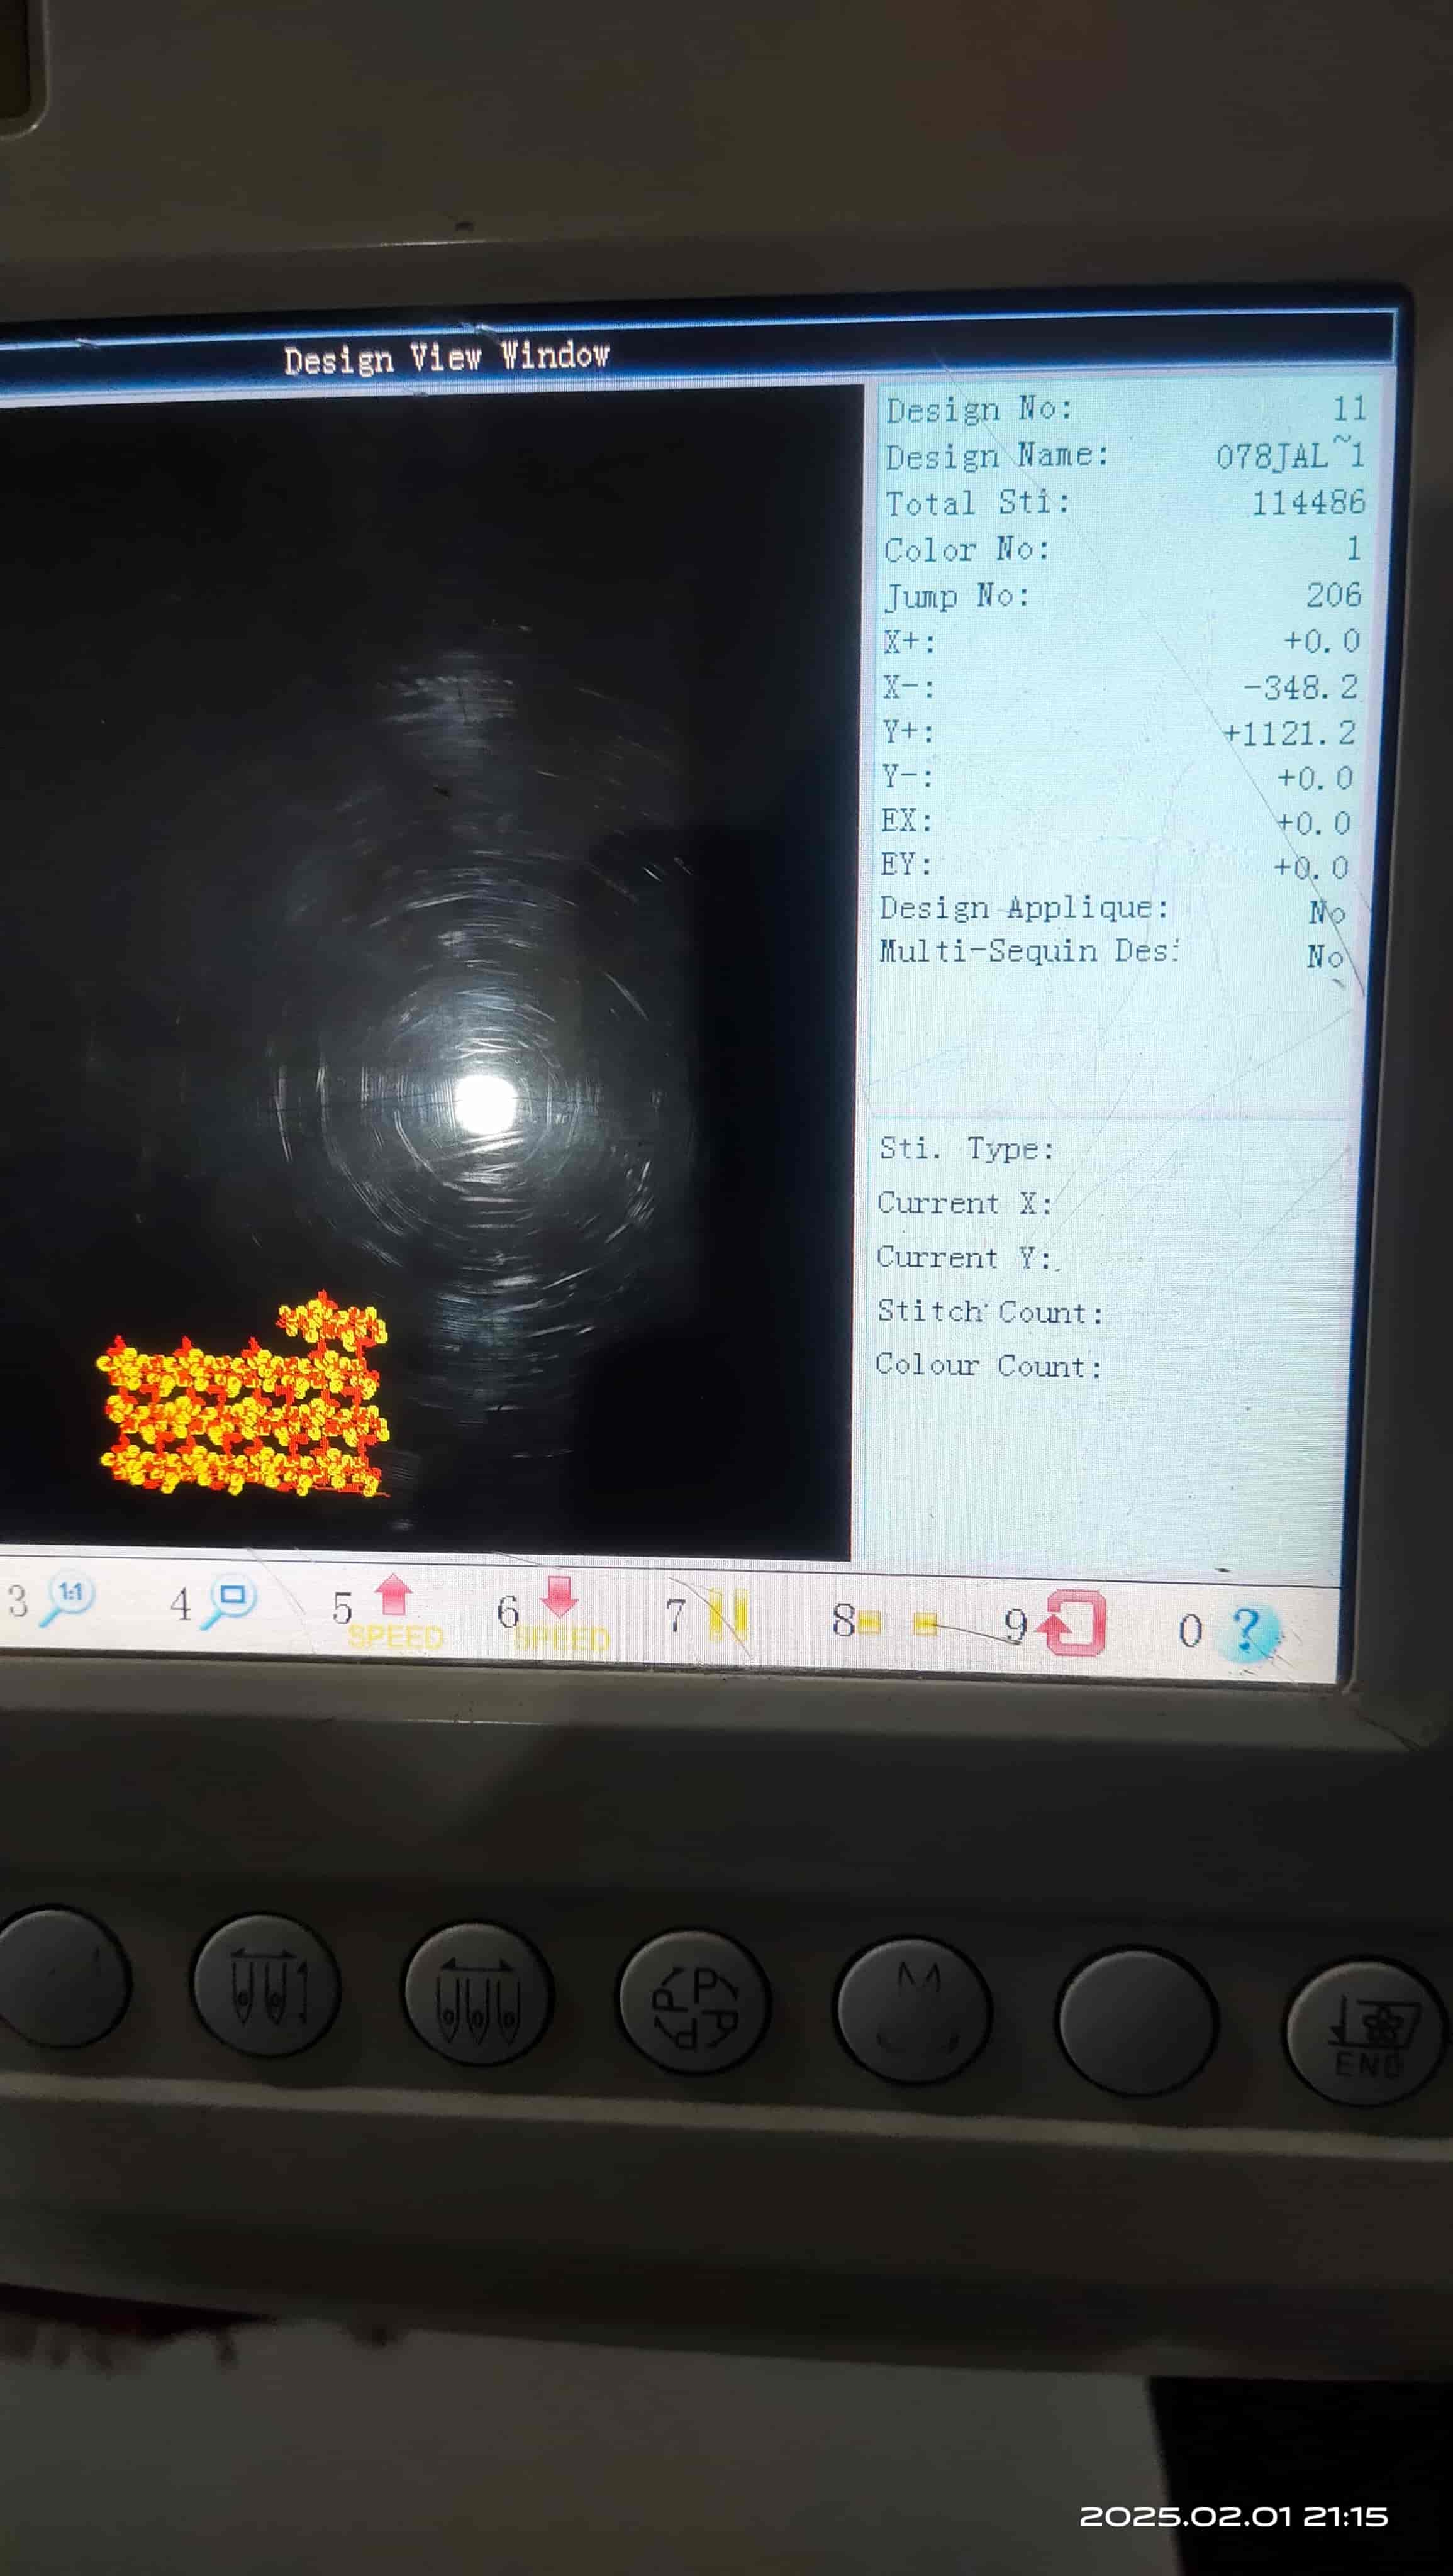 Design View Window
Design No: 11
Design Name: 078JAL~1
Total Sti: 114486
Color No: 1
Jump No: 206
X+: +0.0
X-: -348.2
Y+: +1121.2
Y-: +0.0
EX: +0.0
EY: +0.0
Design Applique: No
Multi-Sequin Des: No
Sti. Type:
Current X:
Current Y:
Stitch Count:
Colour Count:
3 1:1 4 5 SPEED 6 SPEED 7 8 9 0 ?
P P P P
M
END
2025.02.01 21:15